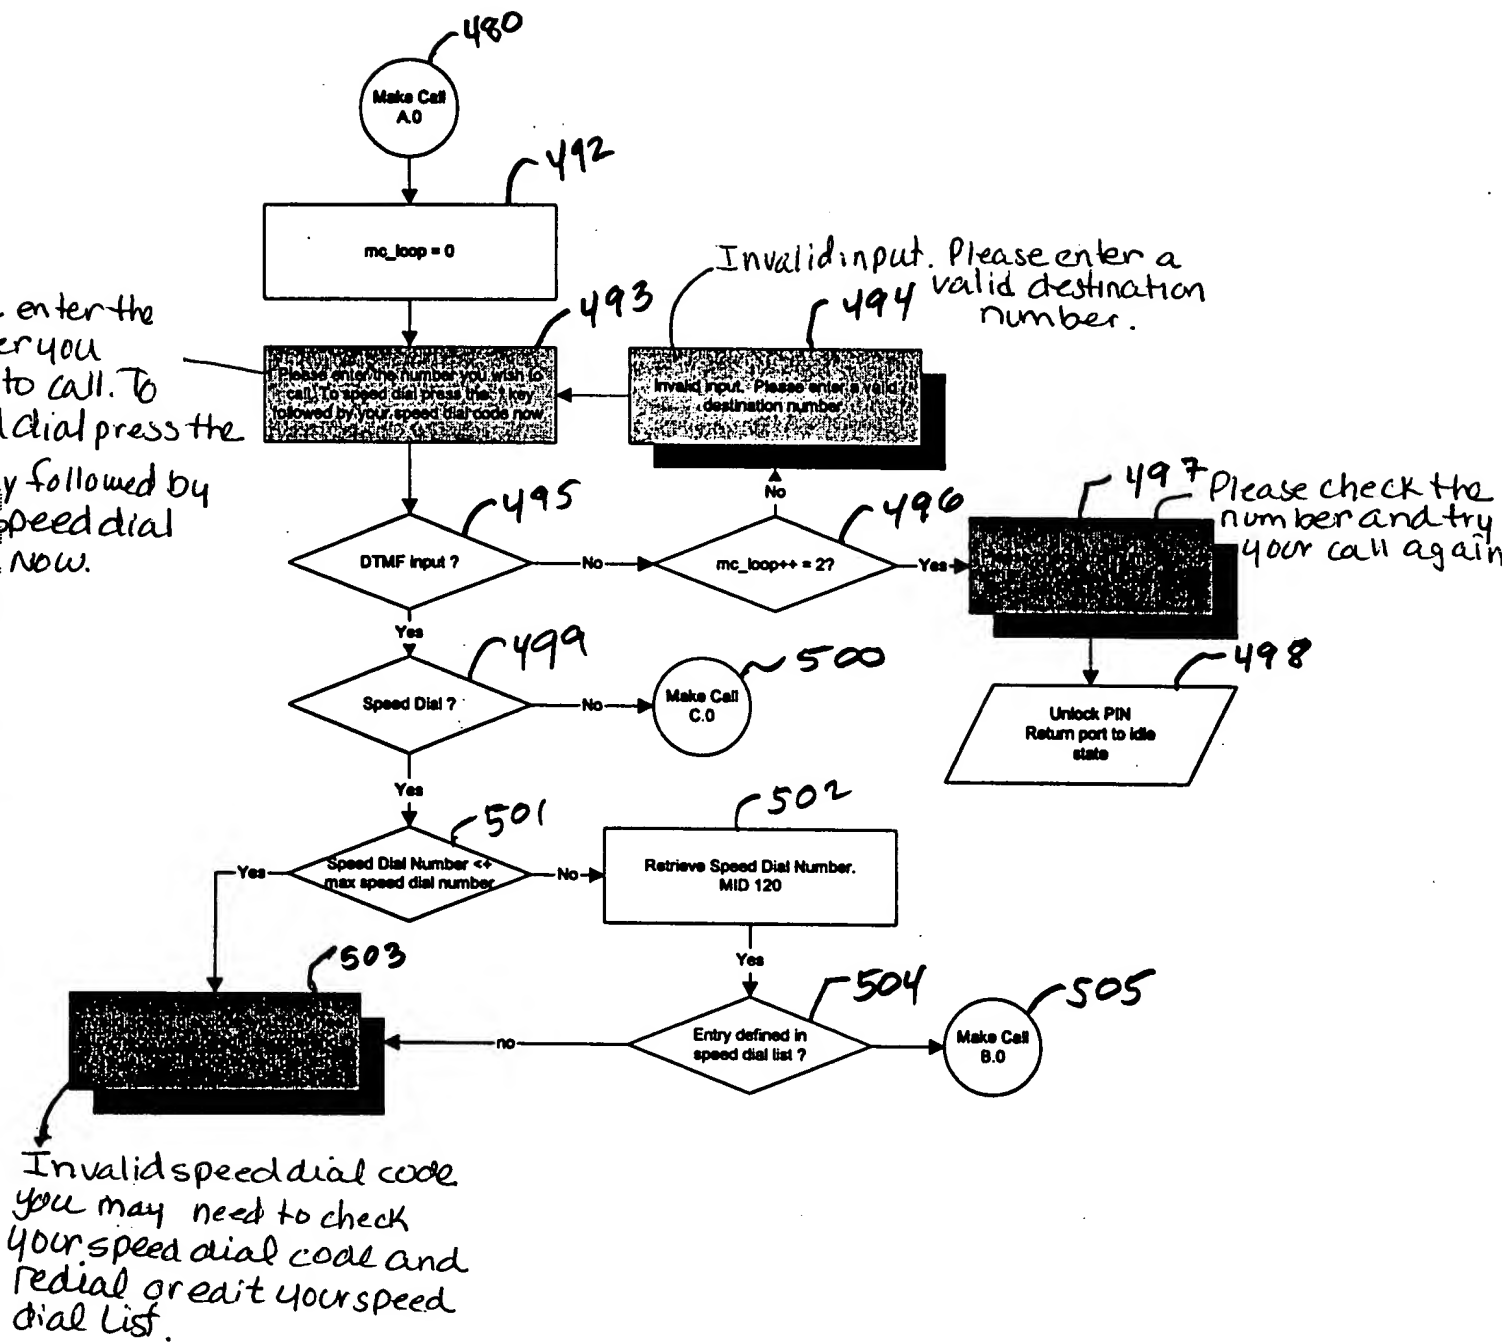 480
Make Call
A.0
492
mc_loop = 0
Invalid input. Please enter a
valid destination
number.
493
494
enter the
er you
to call. To
dial press the
y followed by
speed dial
Now.
Please enter the number you wish to
call. To speed dial press the * key
followed by your speed dial code now
Invalid input. Please enter a valid
destination number
495
No
496
497
Please check the
number and try
your call again
DTMF input ?
No
mc_loop++ = 2?
Yes
Yes
499
500
498
Speed Dial ?
No
Make Call
C.0
Unlock PIN
Return port to idle
state
Yes
501
502
Yes
Speed Dial Number <+
max speed dial number
No
Retrieve Speed Dial Number.
MID 120
503
Yes
504
505
no
Entry defined in
speed dial list ?
Make Call
B.0
Invalid speed dial code
you may need to check
your speed dial code and
redial or edit your speed
dial List.